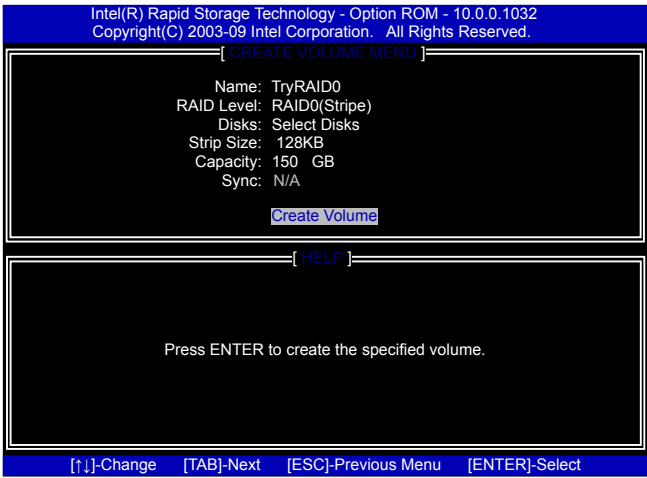 Intel(R) Rapid Storage Technology - Option ROM - 10.0.0.1032
Copyright(C) 2003-09 Intel Corporation.   All Rights Reserved.
[ CREATE VOLUME MENU ]
Name: TryRAID0
RAID Level: RAID0(Stripe)
Disks: Select Disks
Strip Size: 128KB
Capacity: 150 GB
Sync: N/A
Create Volume
[ HELP ]
Press ENTER to create the specified volume.
[↑↓]-Change [TAB]-Next [ESC]-Previous Menu [ENTER]-Select